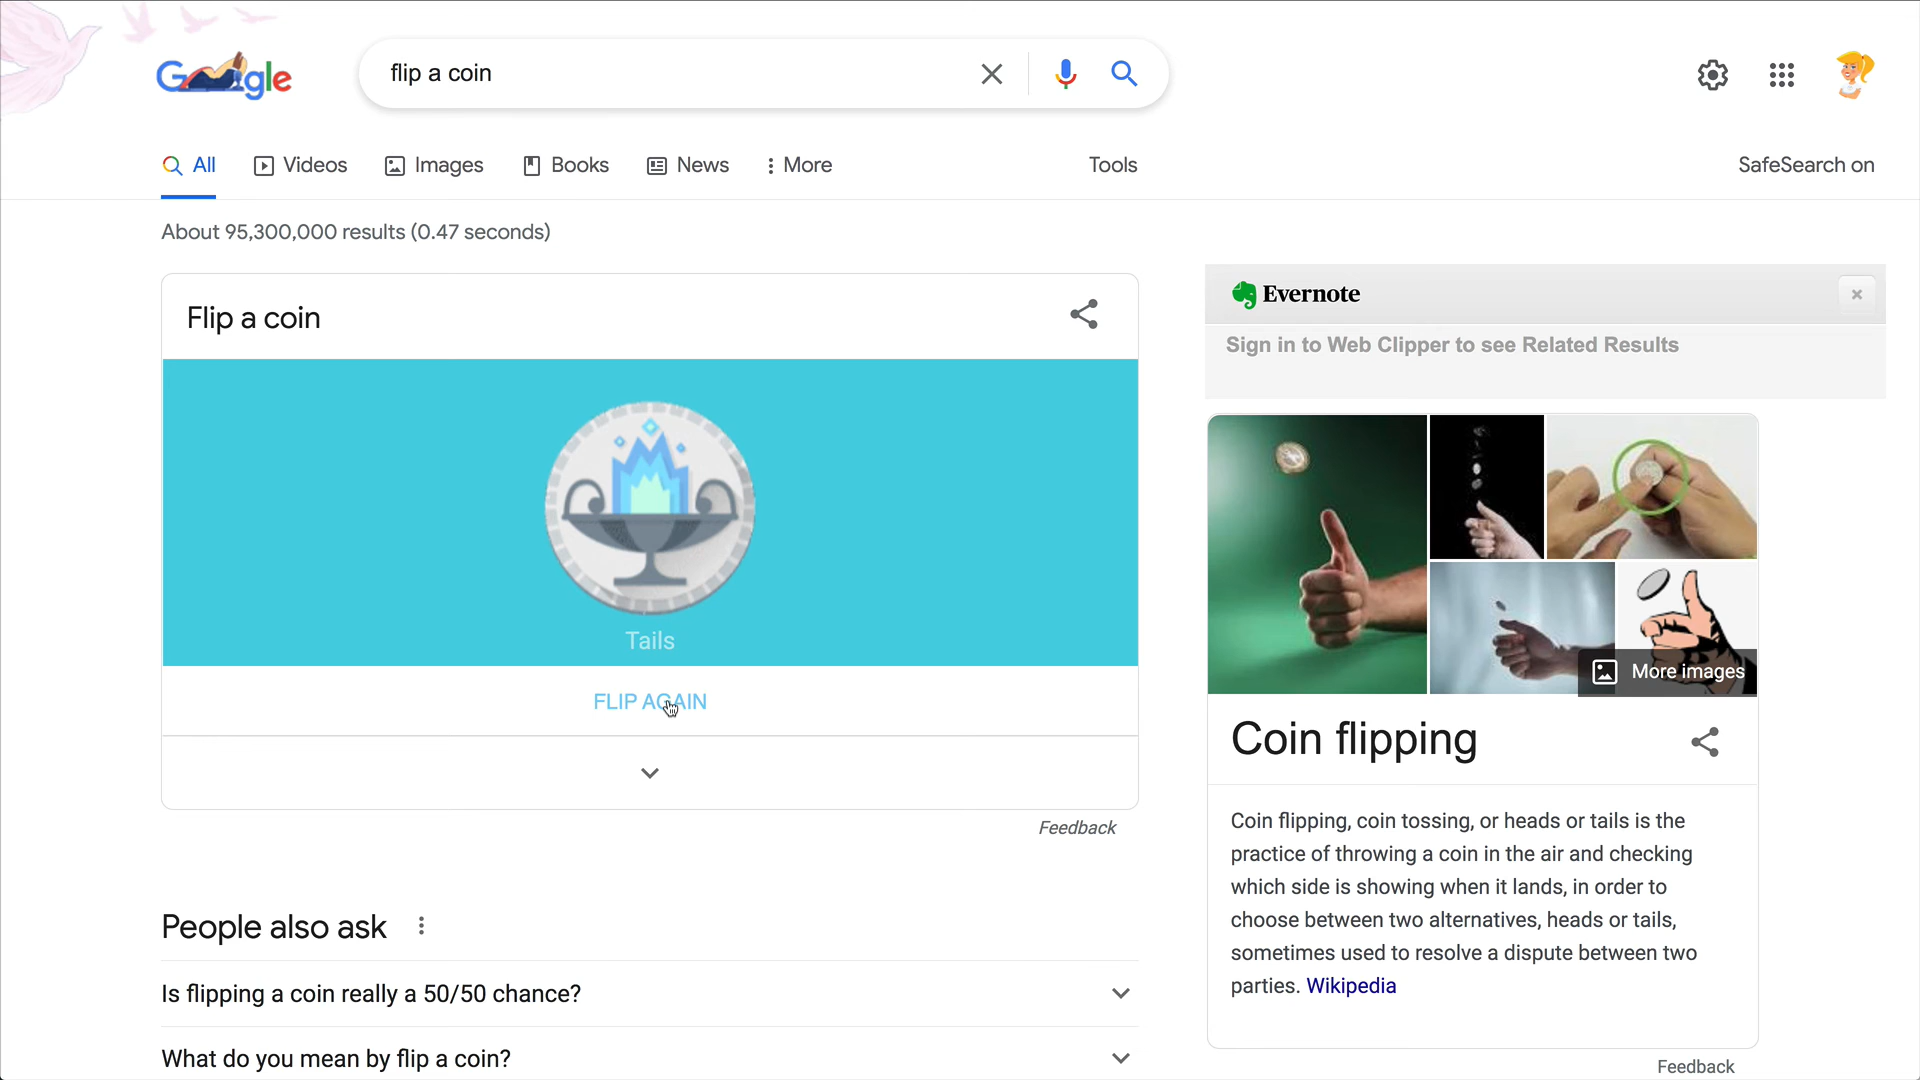 Google
flip a coin
All
Videos
Images
Books
News
More
Tools
SafeSearch on
About 95,300,000 results (0.47 seconds)
Flip a coin
Tails
FLIP AGAIN
Feedback
People also ask
Is flipping a coin really a 50/50 chance?
What do you mean by flip a coin?
Evernote
Sign in to Web Clipper to see Related Results
More images
Coin flipping
Coin flipping, coin tossing, or heads or tails is the
practice of throwing a coin in the air and checking
which side is showing when it lands, in order to
choose between two alternatives, heads or tails,
sometimes used to resolve a dispute between two
parties. Wikipedia
Feedback